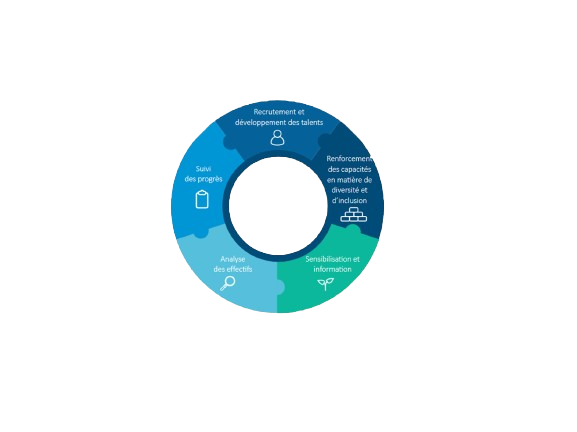 Recrutement et
développement des talents
Renforcement
des capacités
en matière de
diversité et
d'inclusion
Sensibilisation et
information
Analyse
des effectifs
Suivi
des progrès